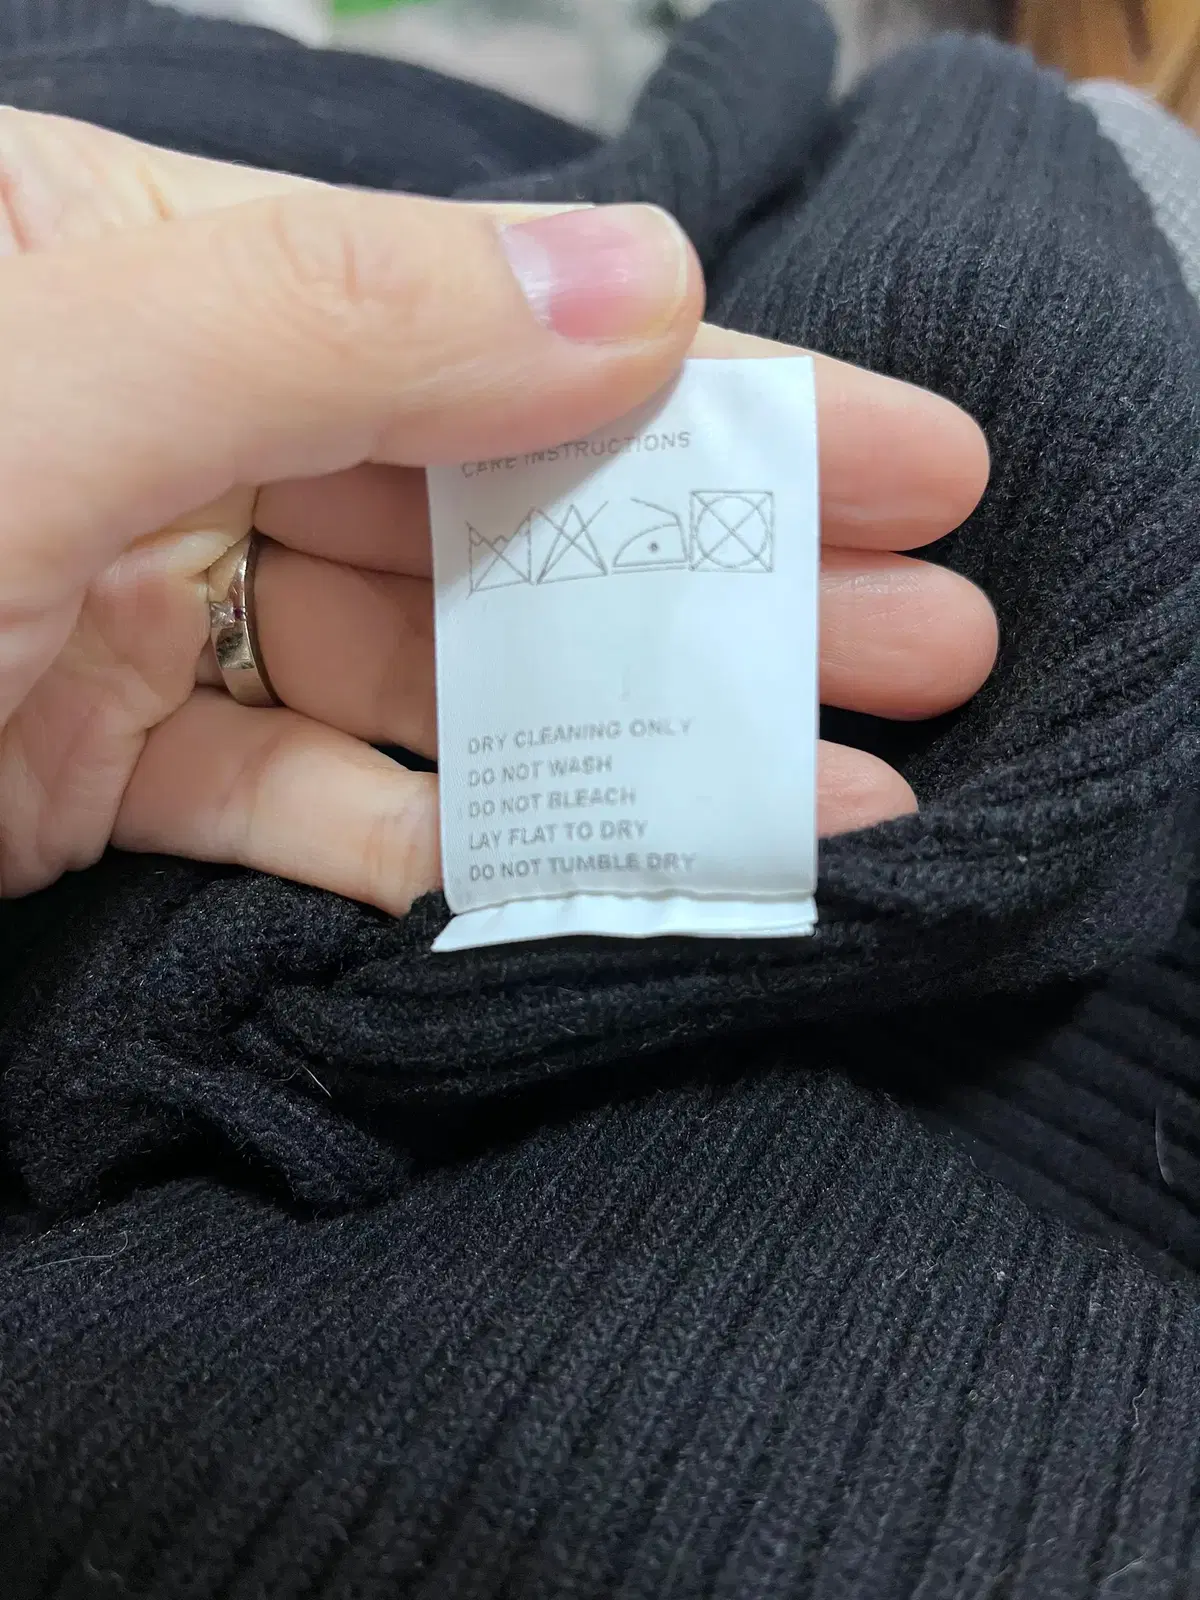 CARE INSTRUCTIONS
DRY CLEANING ONLY
DO NOT WASH
DO NOT BLEACH
LAY FLAT TO DRY
DO NOT TUMBLE DRY